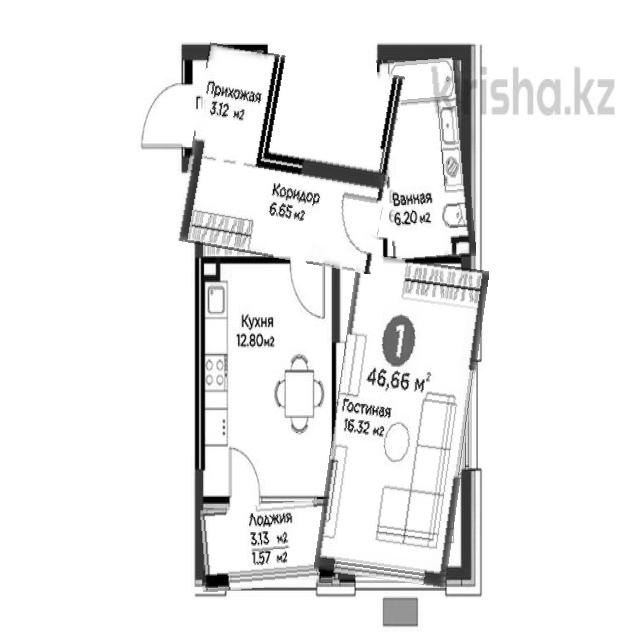 krisha.kz
Прихожая
3.12 м2
Коридор
6.65 м2
Ванная
6.20 м2
Кухня
12.80 м2
1
46,66 м²
Гостиная
16.32 м2
Лоджия
3.13 м2
1.57 м2